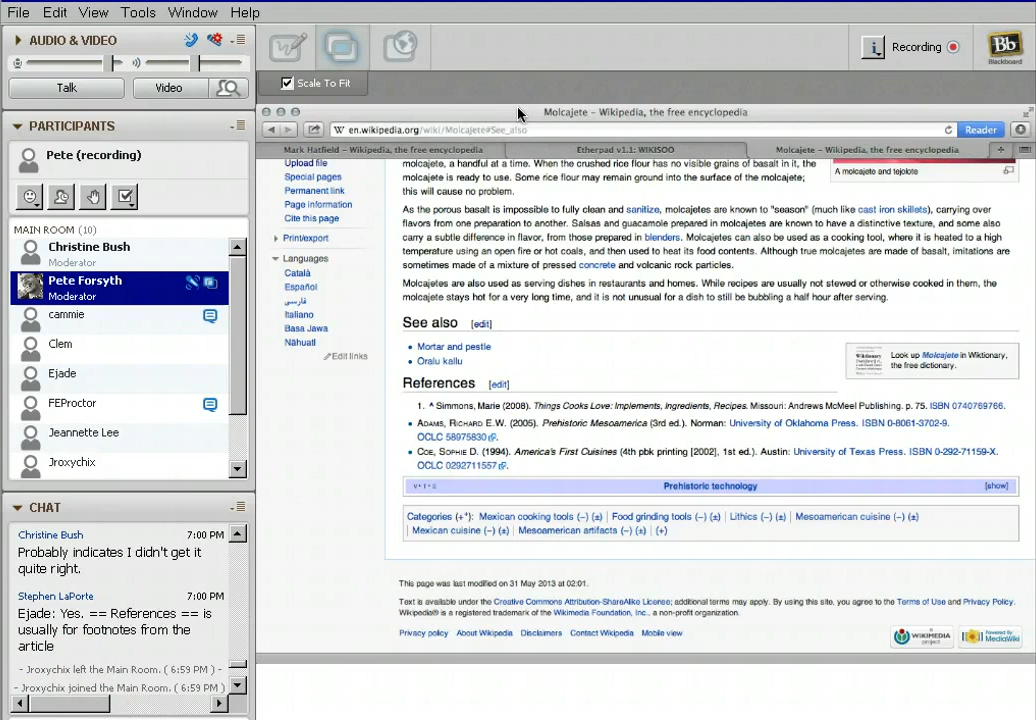 File Edit View Tools Window Help
AUDIO & VIDEO
Talk
Video
PARTICIPANTS
Pete (recording)
MAIN ROOM (10)
Christine Bush
Moderator
Pete Forsyth
Moderator
cammie
Clem
Ejade
FEProctor
Jeannette Lee
Jroxychix
CHAT
Christine Bush 7:00 PM
Probably indicates I didn't get it
quite right.
Stephen LaPorte 7:00 PM
Ejade: Yes. == References == is
usually for footnotes from the
article
- Jroxychix left the Main Room. ( 6:59 PM ) -
- Jroxychix joined the Main Room. ( 6:59 PM ) -
Recording
Bb
Blackboard
Scale To Fit
Molcajete – Wikipedia, the free encyclopedia
W en.wikipedia.org/wiki/Molcajete#See_also
Reader
Mark Hatfield – Wikipedia, the free encyclopedia
Etherpad v1.1: WIKISOO
Molcajete – Wikipedia, the free encyclopedia
Upload file
Special pages
Permanent link
Page information
Cite this page
Print/export
Languages
Català
Español
فارسی
Italiano
Basa Jawa
Nāhuatl
Edit links
molcajete, a handful at a time. When the crushed rice flour has no visible grains of basalt in it, the
molcajete is ready to use. Some rice flour may remain ground into the surface of the molcajete;
this will cause no problem.
A molcajete and tejolote
As the porous basalt is impossible to fully clean and sanitize, molcajetes are known to "season" (much like cast iron skillets), carrying over
flavors from one preparation to another. Salsas and guacamole prepared in molcajetes are known to have a distinctive texture, and some also
carry a subtle difference in flavor, from those prepared in blenders. Molcajetes can also be used as a cooking tool, where it is heated to a high
temperature using an open fire or hot coals, and then used to heat its food contents. Although true molcajetes are made of basalt, imitations are
sometimes made of a mixture of pressed concrete and volcanic rock particles.
Molcajetes are also used as serving dishes in restaurants and homes. While recipes are usually not stewed or otherwise cooked in them, the
molcajete stays hot for a very long time, and it is not unusual for a dish to still be bubbling a half hour after serving.
See also [edit]
• Mortar and pestle
• Oralu kallu
Wiktionary
Look up Molcajete in Wiktionary,
the free dictionary.
References [edit]
1. ^ Simmons, Marie (2008). Things Cooks Love: Implements, Ingredients, Recipes. Missouri: Andrews McMeel Publishing. p. 75. ISBN 0740769766.
• ADAMS, RICHARD E.W. (2005). Prehistoric Mesoamerica (3rd ed.). Norman: University of Oklahoma Press. ISBN 0-8061-3702-9.
OCLC 58975830.
• COE, SOPHIE D. (1994). America's First Cuisines (4th pbk printing [2002], 1st ed.). Austin: University of Texas Press. ISBN 0-292-71159-X.
OCLC 0292711557.
v • t • e Prehistoric technology [show]
Categories (+⁺): Mexican cooking tools (−) (±) | Food grinding tools (−) (±) | Lithics (−) (±) | Mesoamerican cuisine (−) (±)
| Mexican cuisine (−) (±) | Mesoamerican artifacts (−) (±) | (+)
This page was last modified on 31 May 2013 at 02:01.
Text is available under the Creative Commons Attribution-ShareAlike License; additional terms may apply. By using this site, you agree to the Terms of Use and Privacy Policy.
Wikipedia® is a registered trademark of the Wikimedia Foundation, Inc., a non-profit organization.
Privacy policy About Wikipedia Disclaimers Contact Wikipedia Mobile view
WIKIMEDIA
project
Powered By
MediaWiki